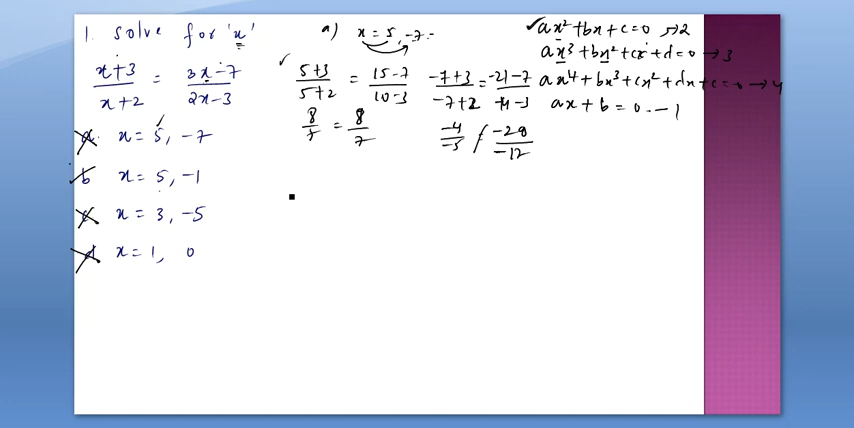 1. Solve for 'x'
x+3/x+2 = 3x-7/2x-3
a x = 5, -7
b x = 5, -1
c x = 3, -5
d x = 1, 0
a) x = 5, -7
5+3/5+2 = 15-7/10-3
8/7 = 8/7
-7+3/-7+2 = -21-7/-14-3
-4/-5 ≠ -28/-17
ax² + bx + c = 0 → 2
ax³ + bx² + cx + d = 0 → 3
ax⁴ + bx³ + cx² + dx + c = 0 → 4
ax + b = 0 - 1